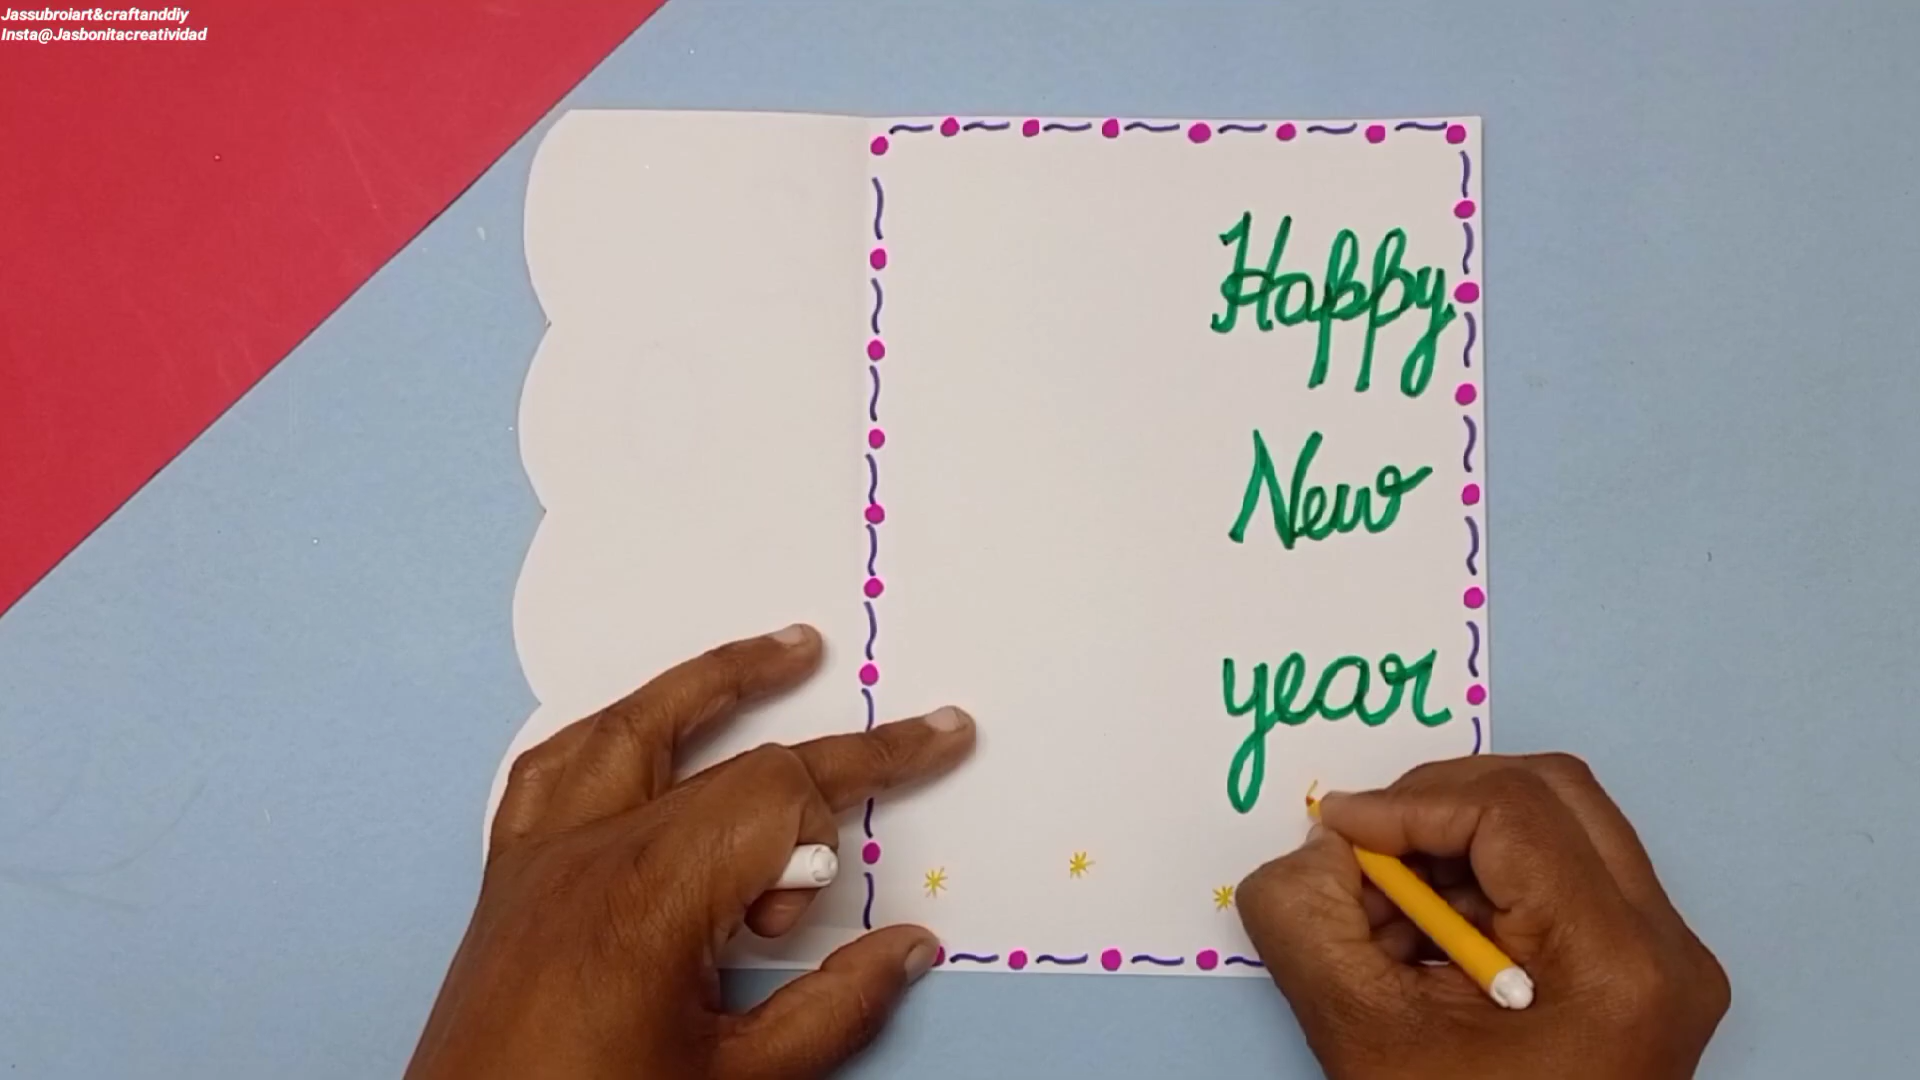 Jassubroiart&craftanddiy
Insta@Jasbonitacreatividad
Happy
New
year